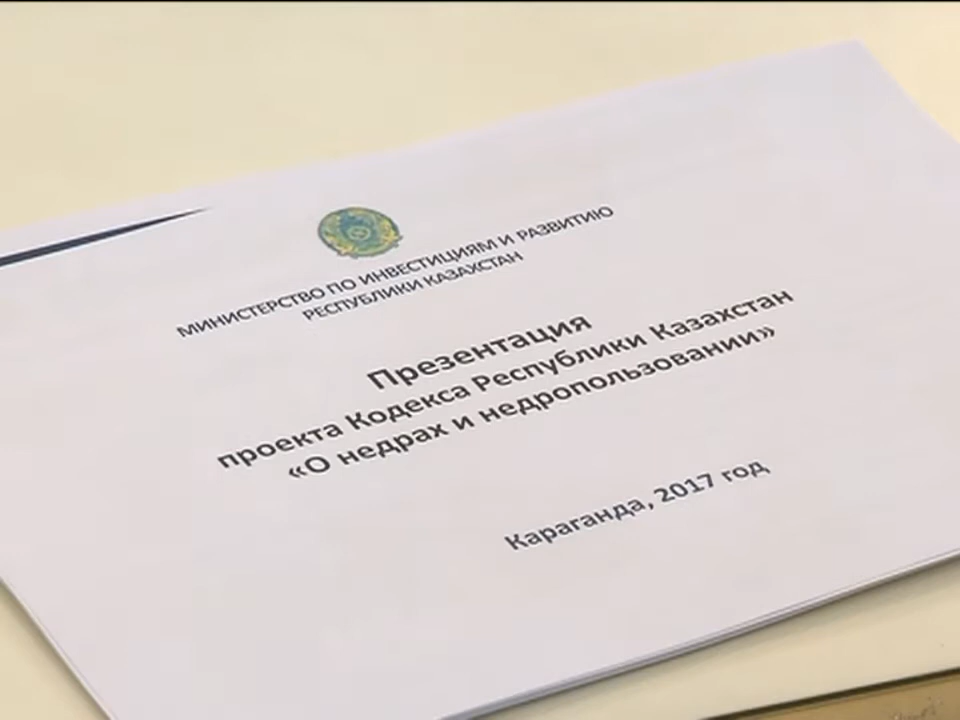 МИНИСТЕРСТВО ПО ИНВЕСТИЦИЯМ И РАЗВИТИЮ
РЕСПУБЛИКИ КАЗАХСТАН
Презентация
проекта Кодекса Республики Казахстан
«О недрах и недропользовании»
Караганда, 2017 год